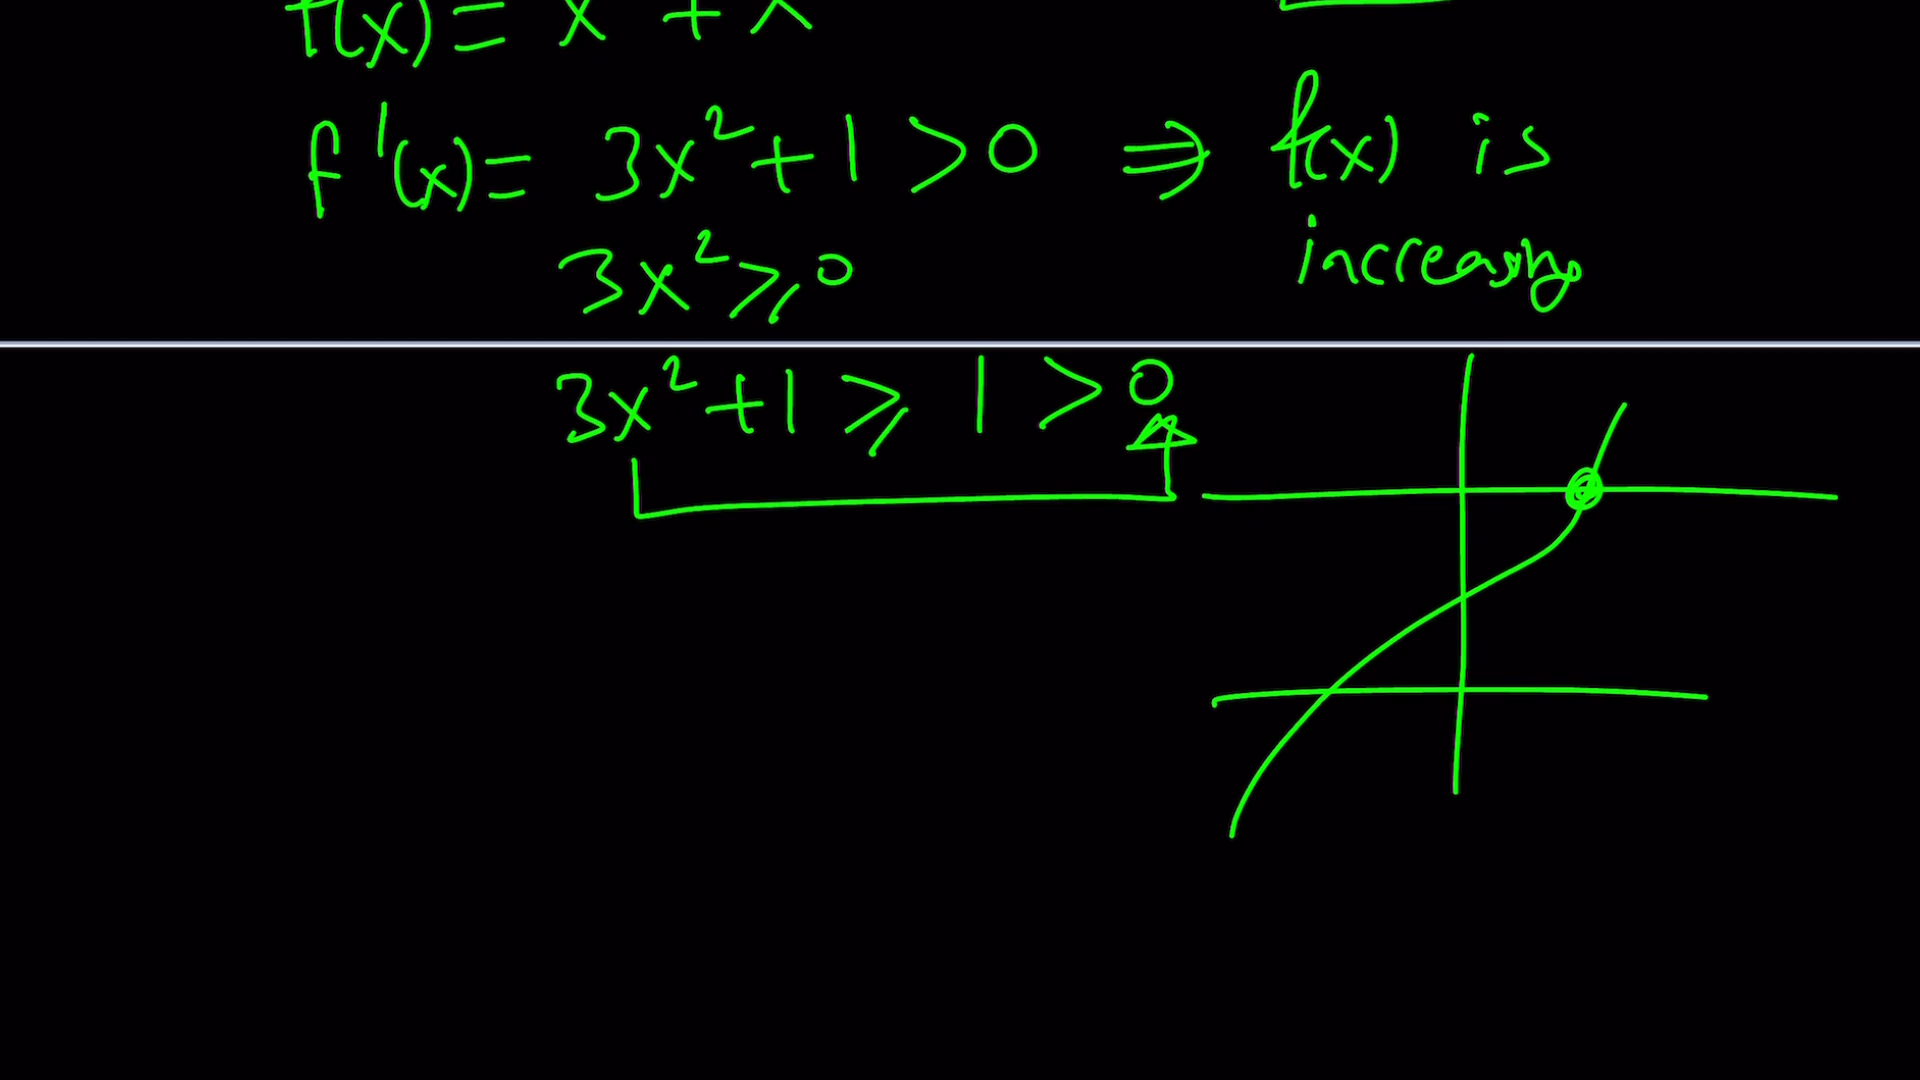 f(x) = x + x
f'(x) = 3x² + 1 > 0 ⇒ f(x) is
increasing
3x² ⩾ 0
3x² + 1 ⩾ 1 > 0